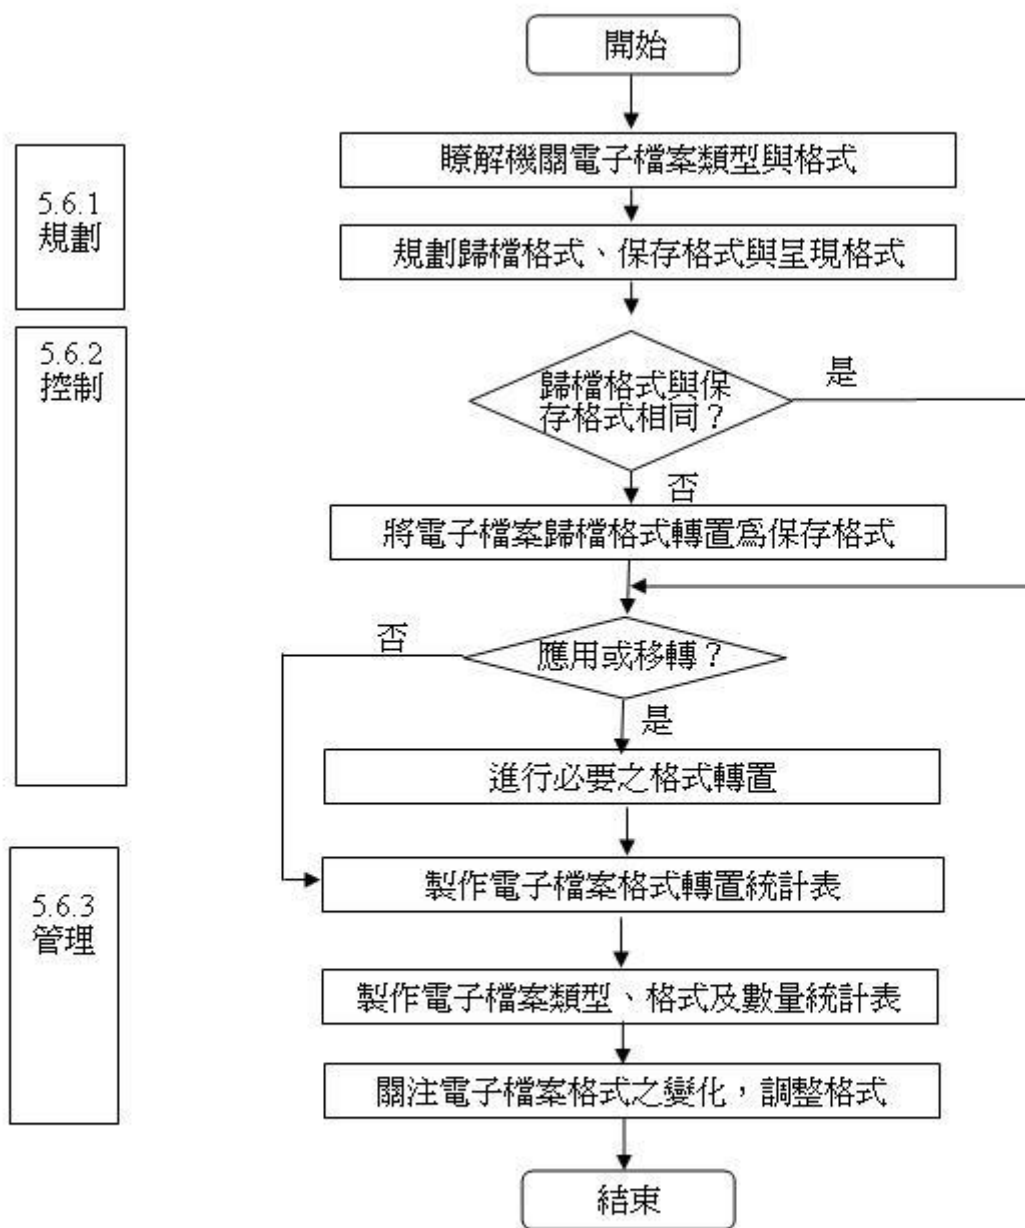 開始
5.6.1
規劃
瞭解機關電子檔案類型與格式
規劃歸檔格式、保存格式與呈現格式
5.6.2
控制
歸檔格式與保
存格式相同？
是
否
將電子檔案歸檔格式轉置為保存格式
應用或移轉？
否
是
進行必要之格式轉置
5.6.3
管理
製作電子檔案格式轉置統計表
製作電子檔案類型、格式及數量統計表
關注電子檔案格式之變化，調整格式
結束